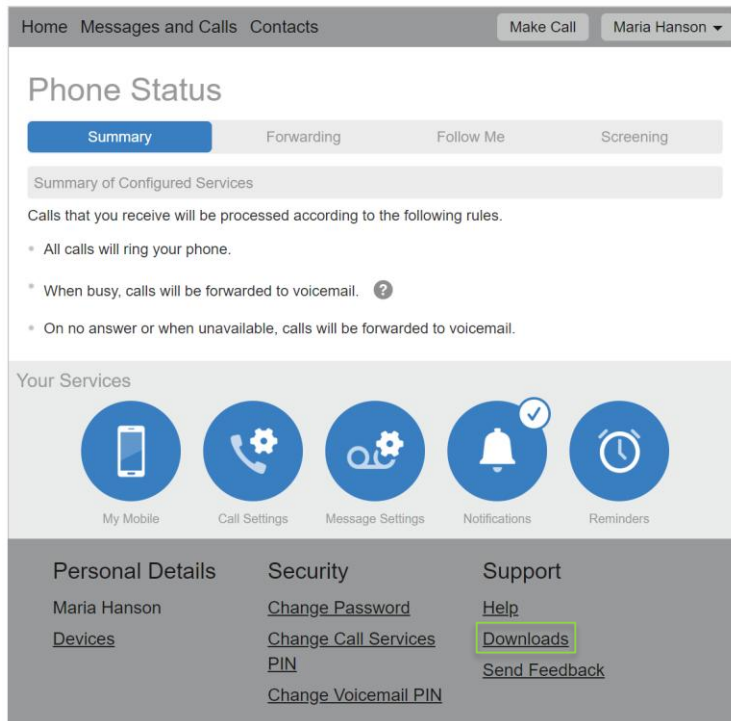 Home Messages and Calls Contacts Make Call Maria Hanson
Phone Status
Summary Forwarding Follow Me Screening
Summary of Configured Services
Calls that you receive will be processed according to the following rules.
All calls will ring your phone.
When busy, calls will be forwarded to voicemail. ?
On no answer or when unavailable, calls will be forwarded to voicemail.
Your Services
My Mobile Call Settings Message Settings Notifications Reminders
Personal Details Security Support
Maria Hanson Change Password Help
Devices Change Call Services Downloads
PIN Send Feedback
Change Voicemail PIN